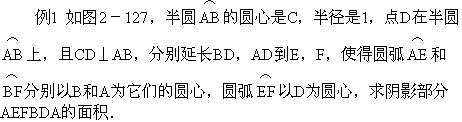 例1 如图2-127,半圆AB的圆心是C,半径是1,点D在半圆
AB上,且CD⊥AB,分别延长BD,AD到E,F,使得圆弧AE和
BF分别以B和A为它们的圆心,圆弧EF以D为圆心,求阴影部分
AEFBDA的面积.